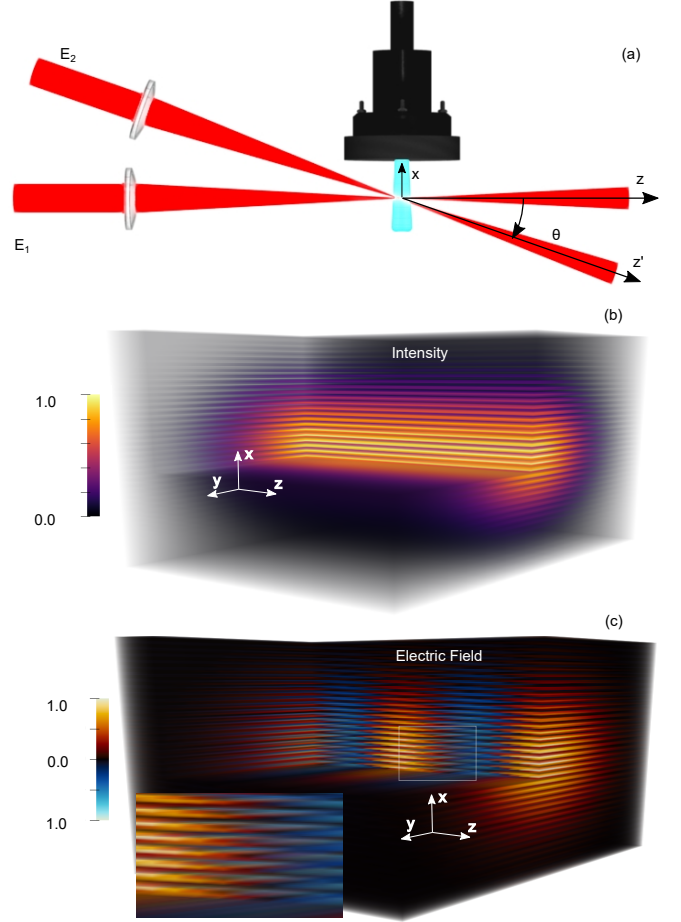 E2
(a)
x
z
E1
θ
z'
(b)
Intensity
1.0
x
y
z
0.0
(c)
Electric Field
1.0
0.0
x
y
z
1.0